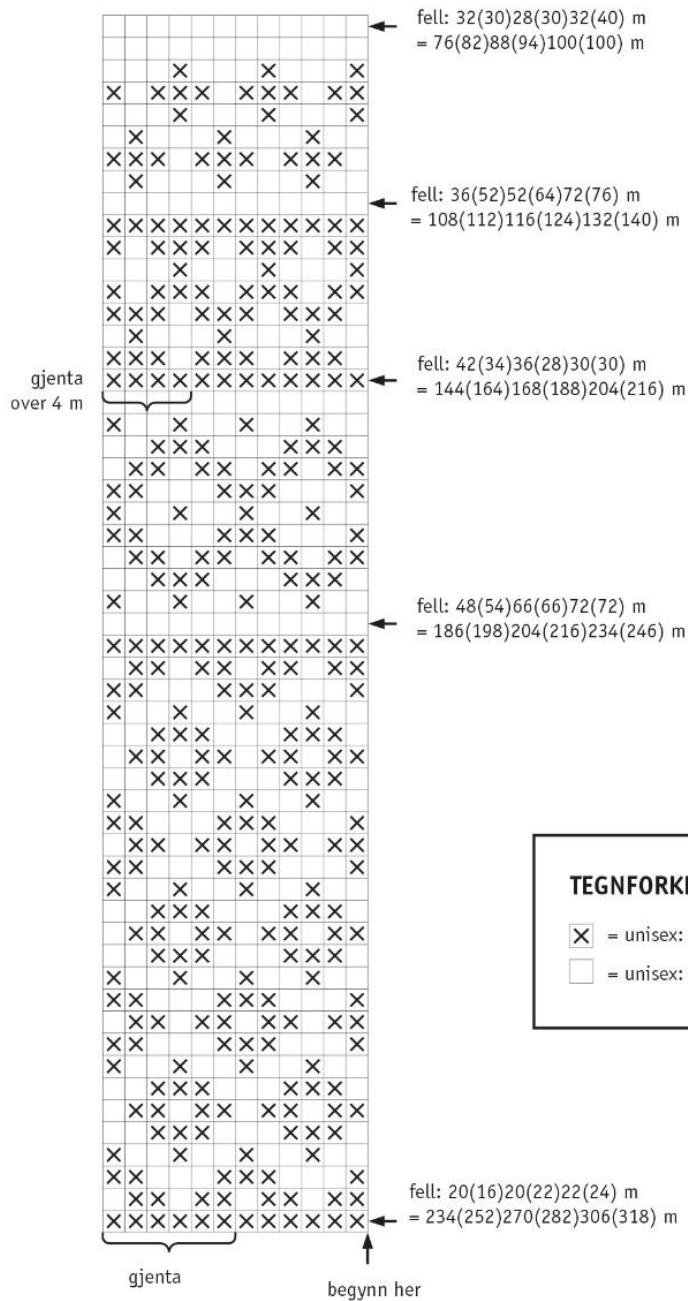 fell: 32(30)28(30)32(40) m
= 76(82)88(94)100(100) m
fell: 36(52)52(64)72(76) m
= 108(112)116(124)132(140) m
gjenta
over 4 m
fell: 42(34)36(28)30(30) m
= 144(164)168(188)204(216) m
fell: 48(54)66(66)72(72) m
= 186(198)204(216)234(246) m
= unisex:
= unisex:
fell: 20(16)20(22)22(24) m
= 234(252)270(282)306(318) m
gjenta
begynn her